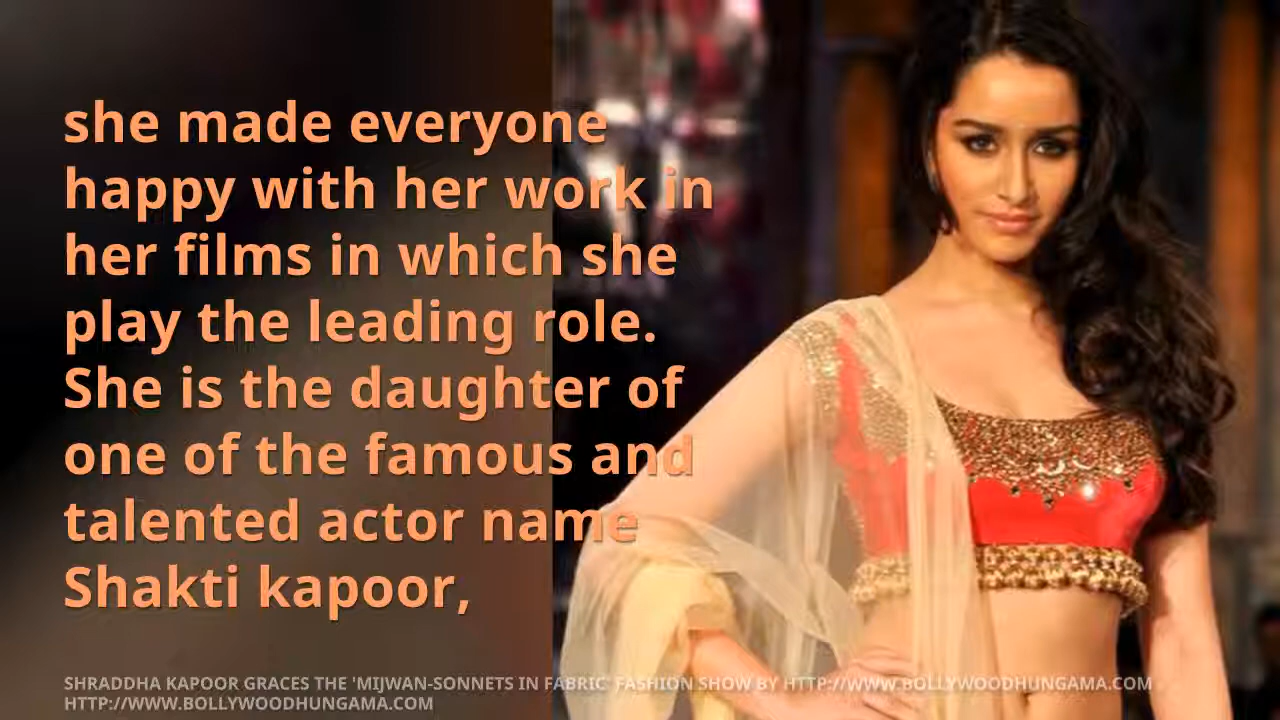 she made everyone
happy with her work in
her films in which she
play the leading role.
She is the daughter of
one of the famous and
talented actor name
Shakti kapoor,
SHRADDHA KAPOOR GRACES THE 'MIJWAN-SONNETS IN FABRIC' FASHION SHOW BY HTTP://WWW.BOLLYWOODHUNGAMA.COM
HTTP://WWW.BOLLYWOODHUNGAMA.COM